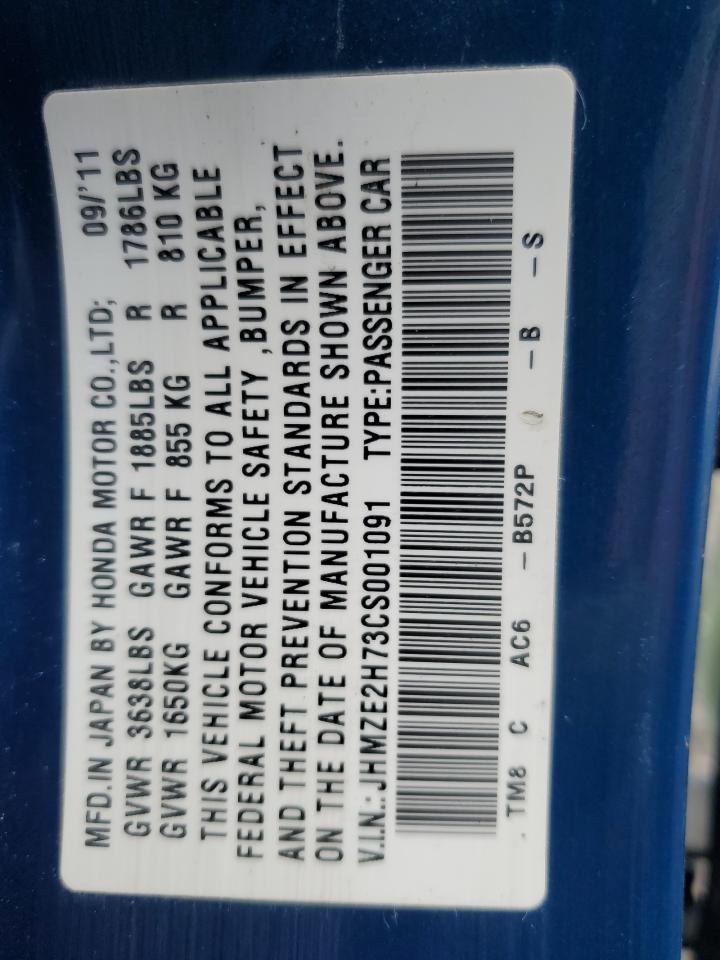 MFD.IN JAPAN BY HONDA MOTOR CO.,LTD; 09/'11
GVWR 3638LBS GAWR F 1885LBS R 1786LBS
GVWR 1650KG GAWR F 855 KG R 810 KG
THIS VEHICLE CONFORMS TO ALL APPLICABLE
FEDERAL MOTOR VEHICLE SAFETY ,BUMPER,
AND THEFT PREVENTION STANDARDS IN EFFECT
ON THE DATE OF MANUFACTURE SHOWN ABOVE.
V.I.N.: JHMZE2H73CS001091 TYPE:PASSENGER CAR
TM8 C AC6 - B572P - B - S